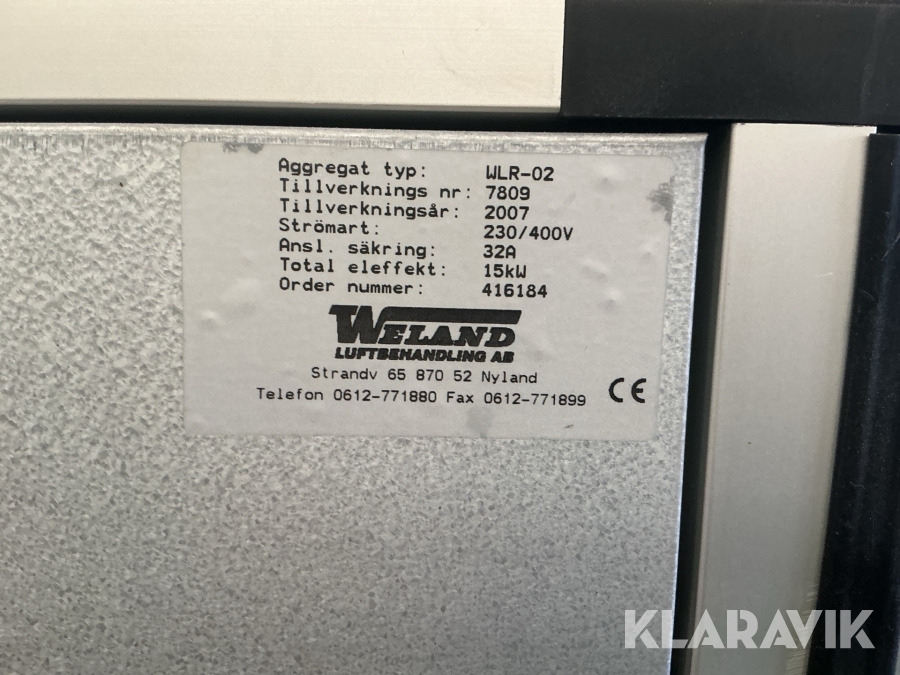 Aggregat typ: WLR-02
Tillverknings nr: 7809
Tillverkningsår: 2007
Strömart: 230/400V
Ansl. säkring: 32A
Total eleffekt: 15kW
Order nummer: 416184
WELAND
LUFTBEHANDLING AB
Strandv 65 870 52 Nyland
Telefon 0612-771880 Fax 0612-771899
CE
KLARAVIK